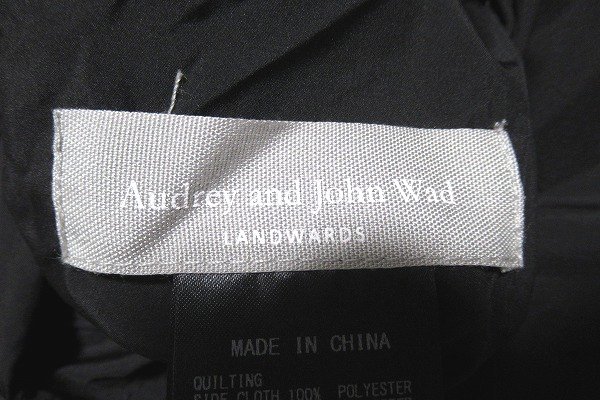 Audrey and John Wad
LANDWARDS
MADE IN CHINA
QUILTING
SIDE CLOTH 100% POLYESTER